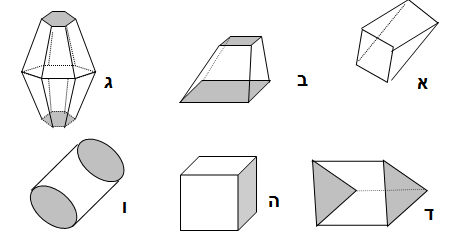 א ב ג
ד ה ו